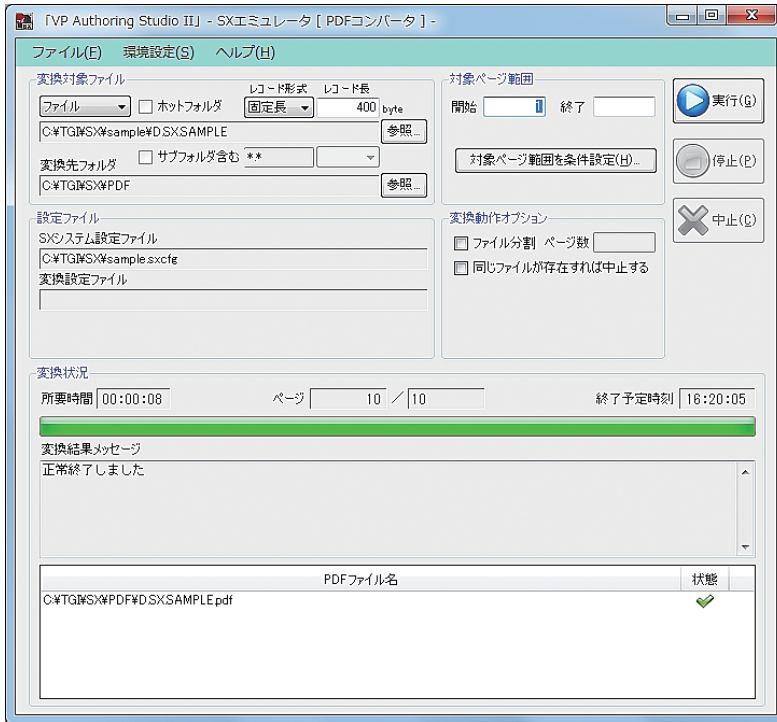 「VP Authoring Studio II」 - SXエミュレータ [ PDFコンバータ ] -
ファイル(F) 環境設定(S) ヘルプ(H)
変換対象ファイル
レコード形式 レコード長
ファイル ホットフォルダ 固定長 400 byte
C:¥TGI¥SX¥sample¥D.SX.SAMPLE 参照...
変換先フォルダ サブフォルダ含む *.*
C:¥TGI¥SX¥PDF 参照...
対象ページ範囲
開始 1 終了
対象ページ範囲を条件設定(H)...
実行(G)
停止(P)
中止(C)
設定ファイル
SXシステム設定ファイル
C:¥TGI¥SX¥sample.sxcfg
変換設定ファイル
変換動作オプション
ファイル分割 ページ数
同じファイルが存在すれば中止する
変換状況
所要時間 00:00:08 ページ 10 / 10 終了予定時刻 16:20:05
変換結果メッセージ
正常終了しました
PDFファイル名 状態
C:¥TGI¥SX¥PDF¥D.SX.SAMPLE.pdf